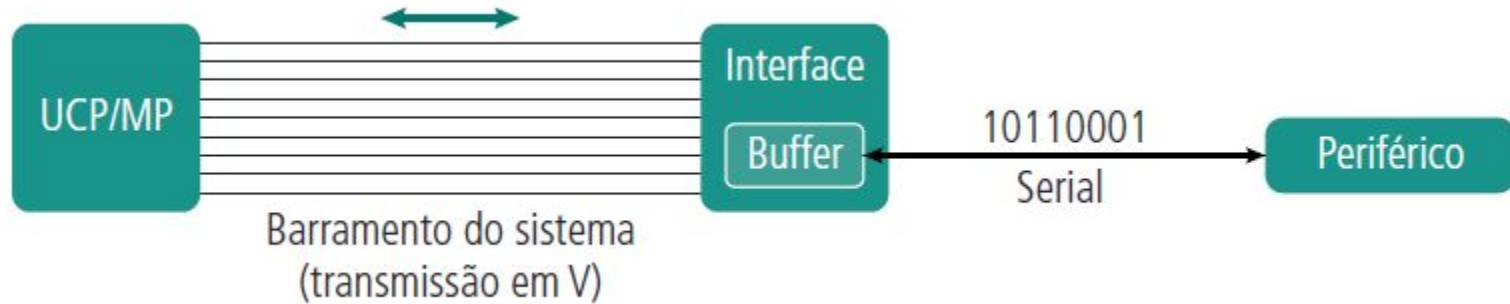 UCP/MP
Interface
Buffer
10110001
Serial
Periférico
Barramento do sistema
(transmissão em V)